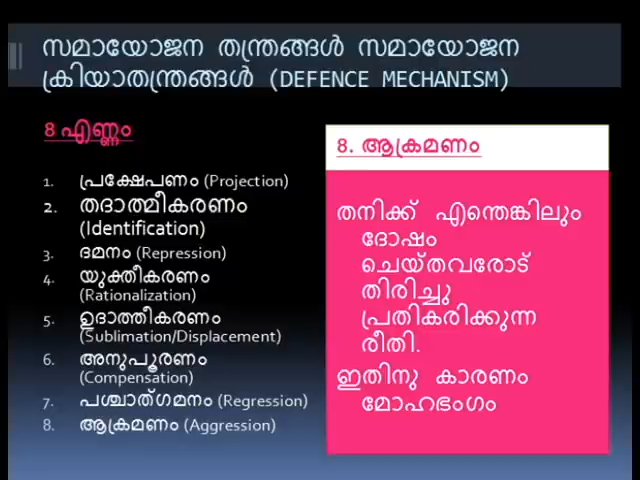 സമായോജന തന്ത്രങ്ങൾ സമായോജന
ക്രിയാതന്ത്രങ്ങൾ (DEFENCE MECHANISM)
8 എണ്ണം
1. പ്രക്ഷേപണം (Projection)
2. തദാത്മീകരണം
(Identification)
3. ദമനം (Repression)
4. യുക്തീകരണം
(Rationalization)
5. ഉദാത്തീകരണം
(Sublimation/Displacement)
6. അനുപൂരണം
(Compensation)
7. പശ്ചാത്ഗമനം (Regression)
8. ആക്രമണം (Aggression)
8. ആക്രമണം
തനിക്ക് എന്തെങ്കിലും
ദോഷം
ചെയ്തവരോട്
തിരിച്ചു
പ്രതികരിക്കുന്ന
രീതി.
ഇതിനു കാരണം
മോഹഭംഗം